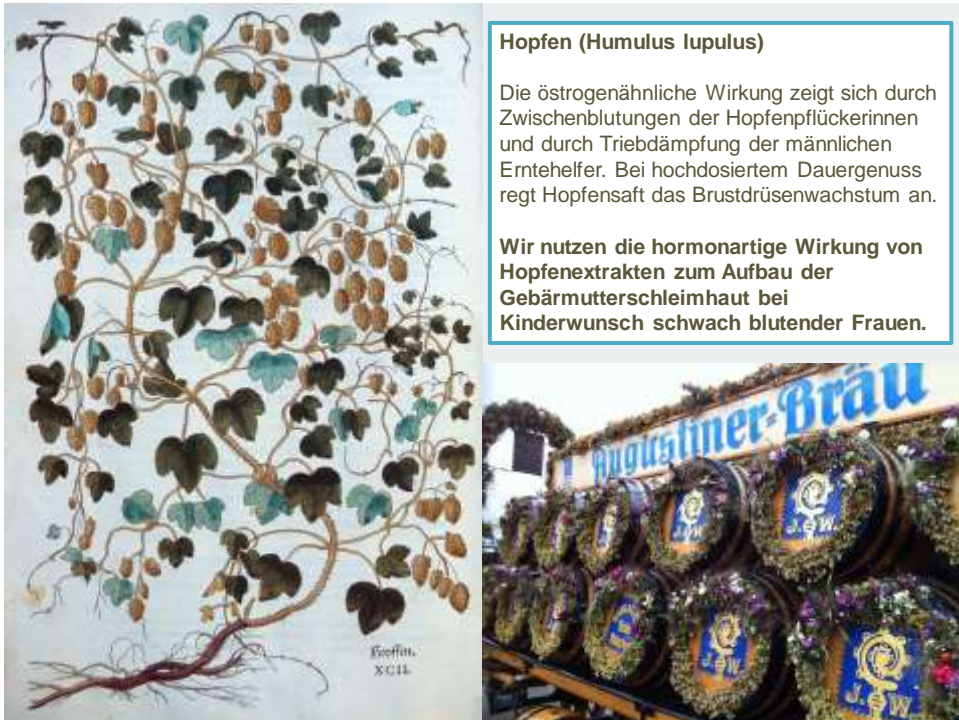 Hopfen (Humulus lupulus)
Die östrogenähnliche Wirkung zeigt sich durch
Zwischenblutungen der Hopfenpflückerinnen
und durch Triebdämpfung der männlichen
Erntehelfer. Bei hochdosiertem Dauergenuss
regt Hopfensaft das Brustdrüsenwachstum an.
Wir nutzen die hormonartige Wirkung von
Hopfenextrakten zum Aufbau der
Gebärmutterschleimhaut bei
Kinderwunsch schwach blutender Frauen.
Augustiner-Bräu
J. W.
J. W.
J. W.
J. W.
XCII.